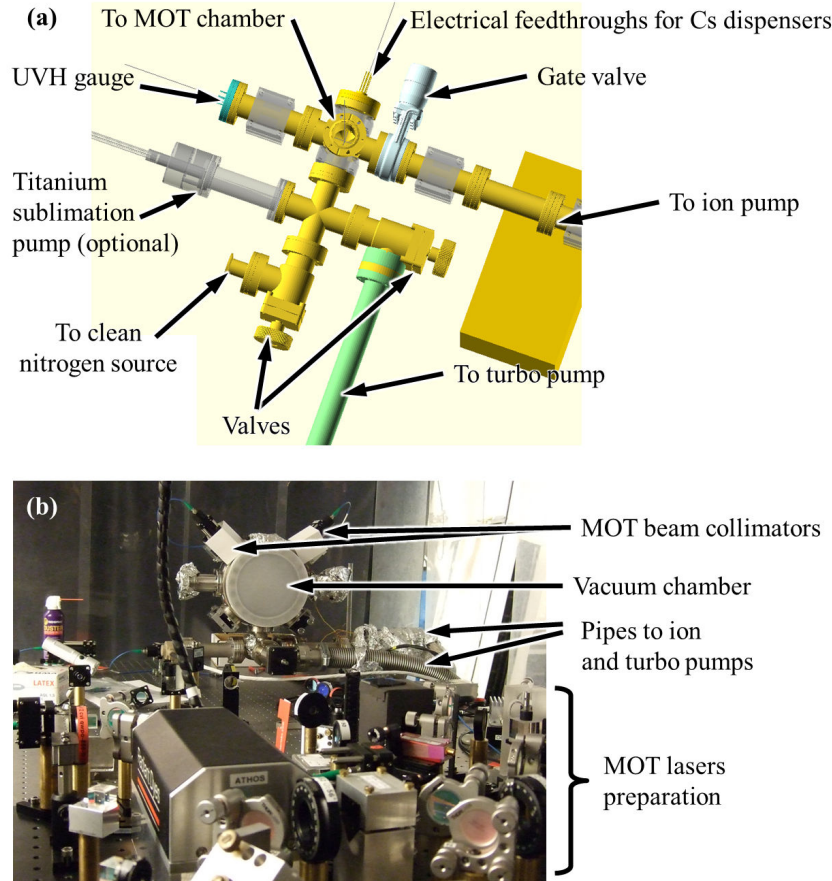 (a)
To MOT chamber
Electrical feedthroughs for Cs dispensers
UVH gauge
Gate valve
Titanium
sublimation
pump (optional)
To ion pump
To clean
nitrogen source
To turbo pump
Valves
(b)
MOT beam collimators
Vacuum chamber
Pipes to ion
and turbo pumps
LATEX
ATHOS
MOT lasers
preparation